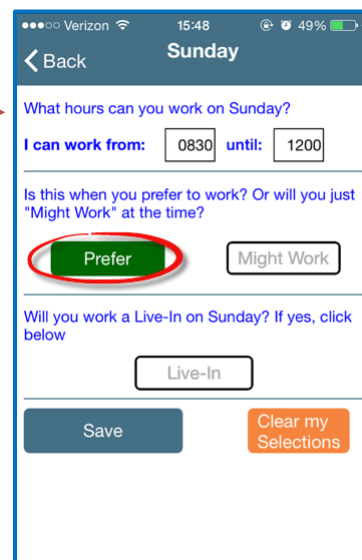 Verizon 15:48 49%
Back Sunday
What hours can you work on Sunday?
I can work from: 0830 until: 1200
Is this when you prefer to work? Or will you just
"Might Work" at the time?
Prefer Might Work
Will you work a Live-In on Sunday? If yes, click
below
Live-In
Save Clear my
Selections